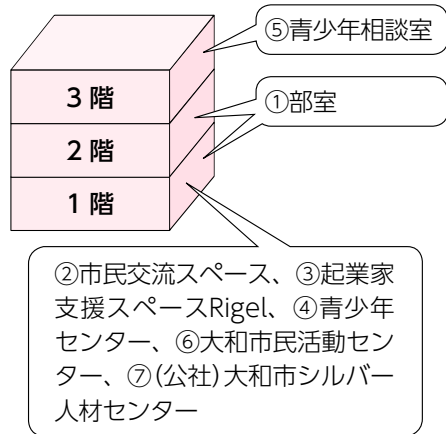 ⑤青少年相談室
3階
①部室
2階
1階
②市民交流スペース、③起業家
支援スペースRigel、④青少年
センター、⑥大和市民活動セン
ター、⑦(公社)大和市シルバー
人材センター